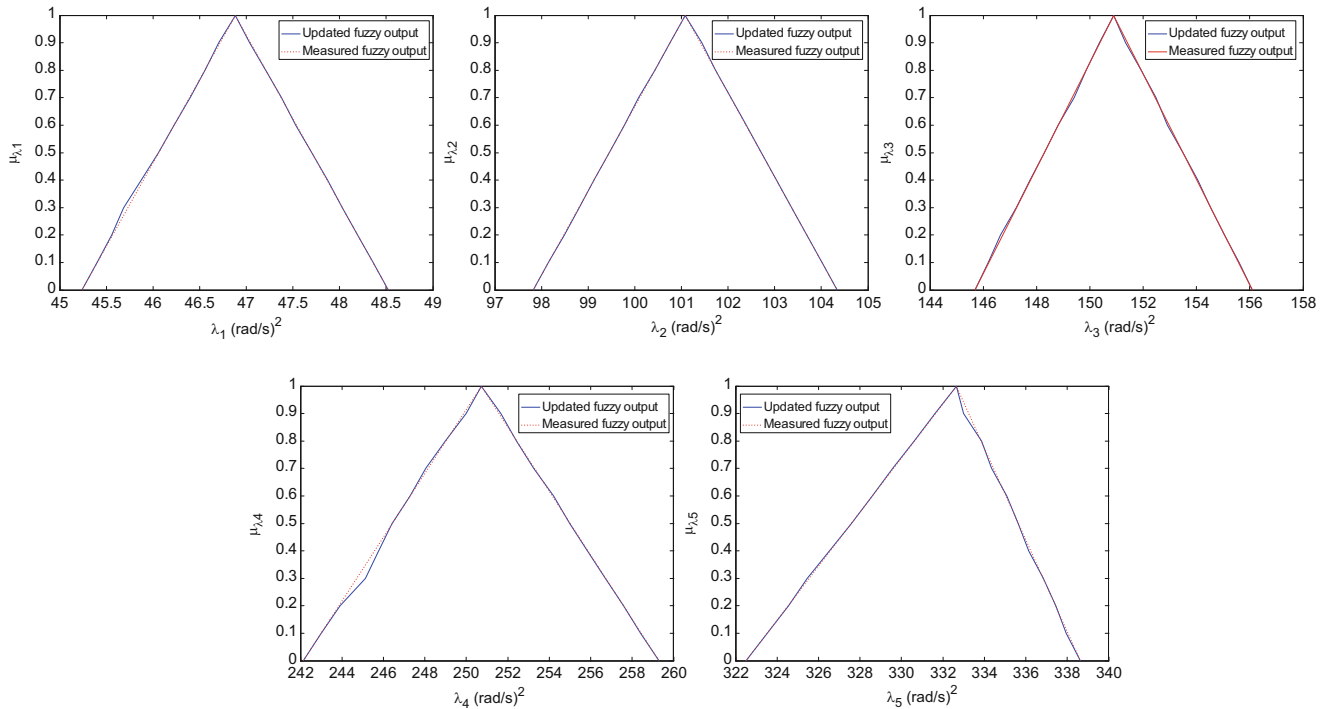 1
0.9
0.8
0.7
0.6
0.5
0.4
0.3
0.2
0.1
0
μλ1
45 45.5 46 46.5 47 47.5 48 48.5 49
λ1 (rad/s)2
Updated fuzzy output
Measured fuzzy output
1
0.9
0.8
0.7
0.6
0.5
0.4
0.3
0.2
0.1
0
μλ2
97 98 99 100 101 102 103 104 105
λ2 (rad/s)2
Updated fuzzy output
Measured fuzzy output
1
0.9
0.8
0.7
0.6
0.5
0.4
0.3
0.2
0.1
0
μλ3
144 146 148 150 152 154 156 158
λ3 (rad/s)2
Updated fuzzy output
Measured fuzzy output
1
0.9
0.8
0.7
0.6
0.5
0.4
0.3
0.2
0.1
0
μλ4
242 244 246 248 250 252 254 256 258 260
λ4 (rad/s)2
Updated fuzzy output
Measured fuzzy output
1
0.9
0.8
0.7
0.6
0.5
0.4
0.3
0.2
0.1
0
μλ5
322 324 326 328 330 332 334 336 338 340
λ5 (rad/s)2
Updated fuzzy output
Measured fuzzy output